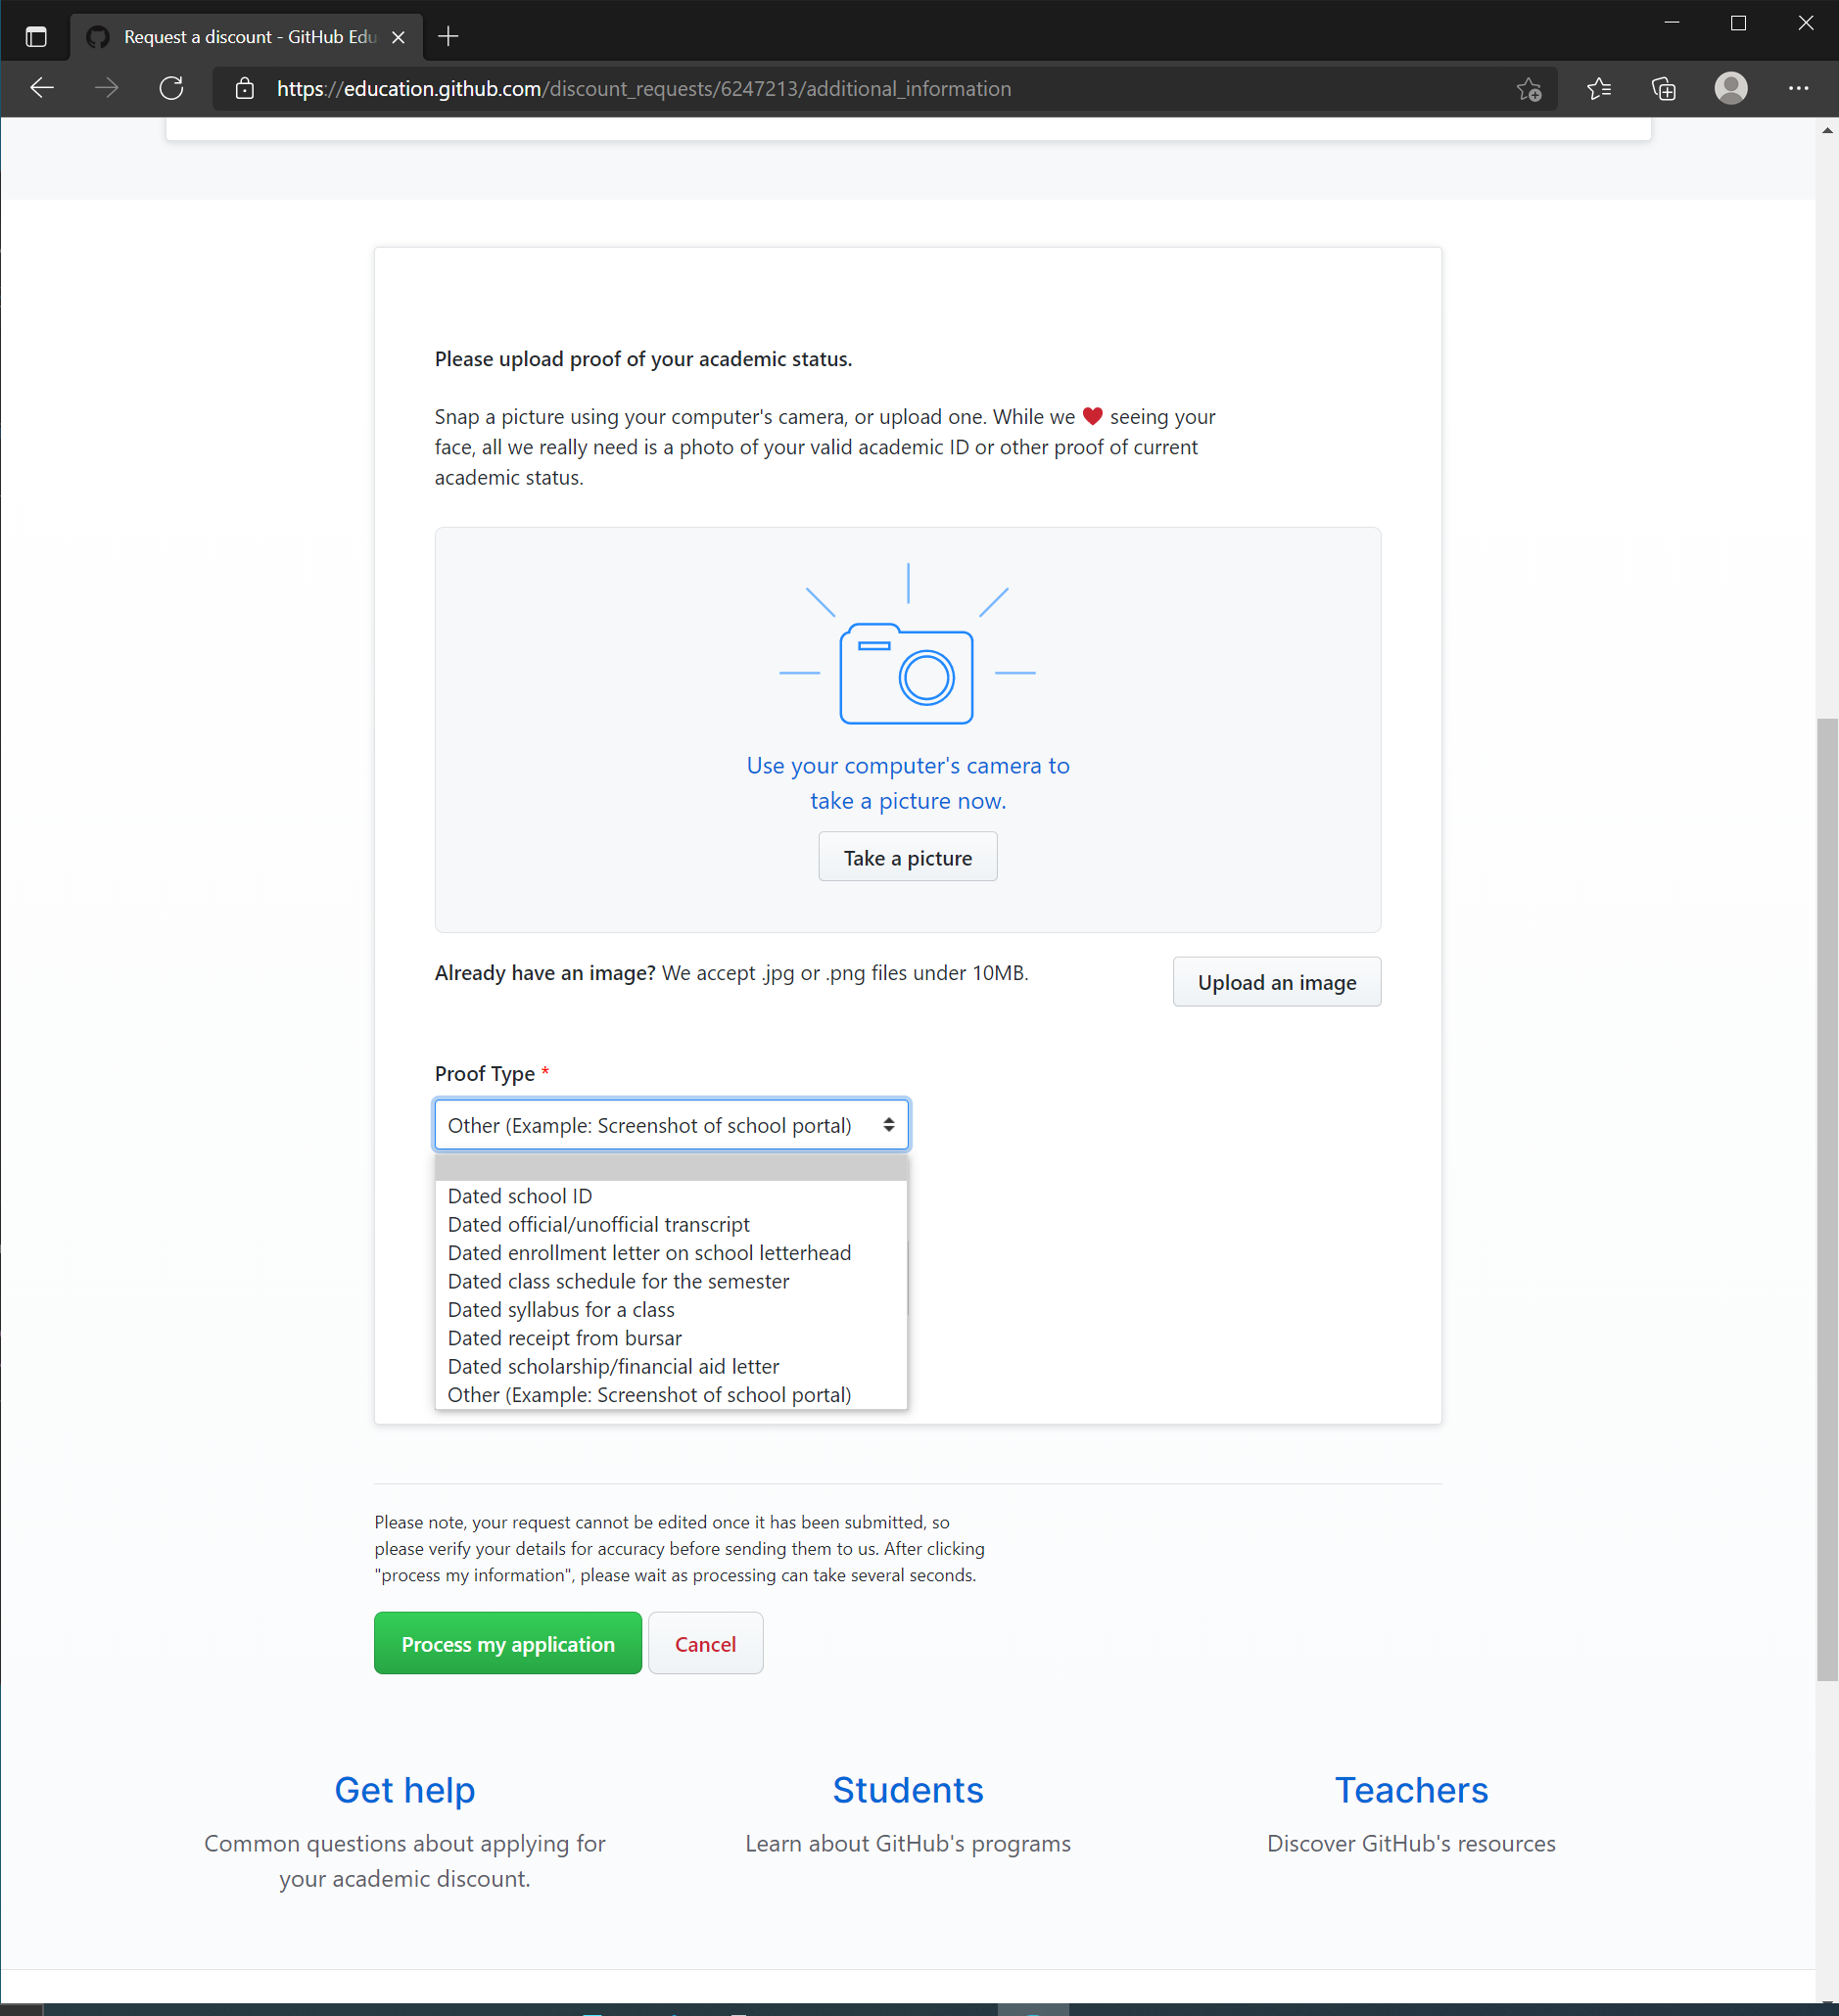 Request a discount - GitHub Edu
https://education.github.com/discount_requests/6247213/additional_information
Please upload proof of your academic status.
Snap a picture using your computer's camera, or upload one. While we ❤ seeing your
face, all we really need is a photo of your valid academic ID or other proof of current
academic status.
Use your computer's camera to
take a picture now.
Take a picture
Already have an image? We accept .jpg or .png files under 10MB.
Upload an image
Proof Type *
Other (Example: Screenshot of school portal)
Dated school ID
Dated official/unofficial transcript
Dated enrollment letter on school letterhead
Dated class schedule for the semester
Dated syllabus for a class
Dated receipt from bursar
Dated scholarship/financial aid letter
Other (Example: Screenshot of school portal)
Please note, your request cannot be edited once it has been submitted, so
please verify your details for accuracy before sending them to us. After clicking
"process my information", please wait as processing can take several seconds.
Process my application
Cancel
Get help
Common questions about applying for
your academic discount.
Students
Learn about GitHub's programs
Teachers
Discover GitHub's resources